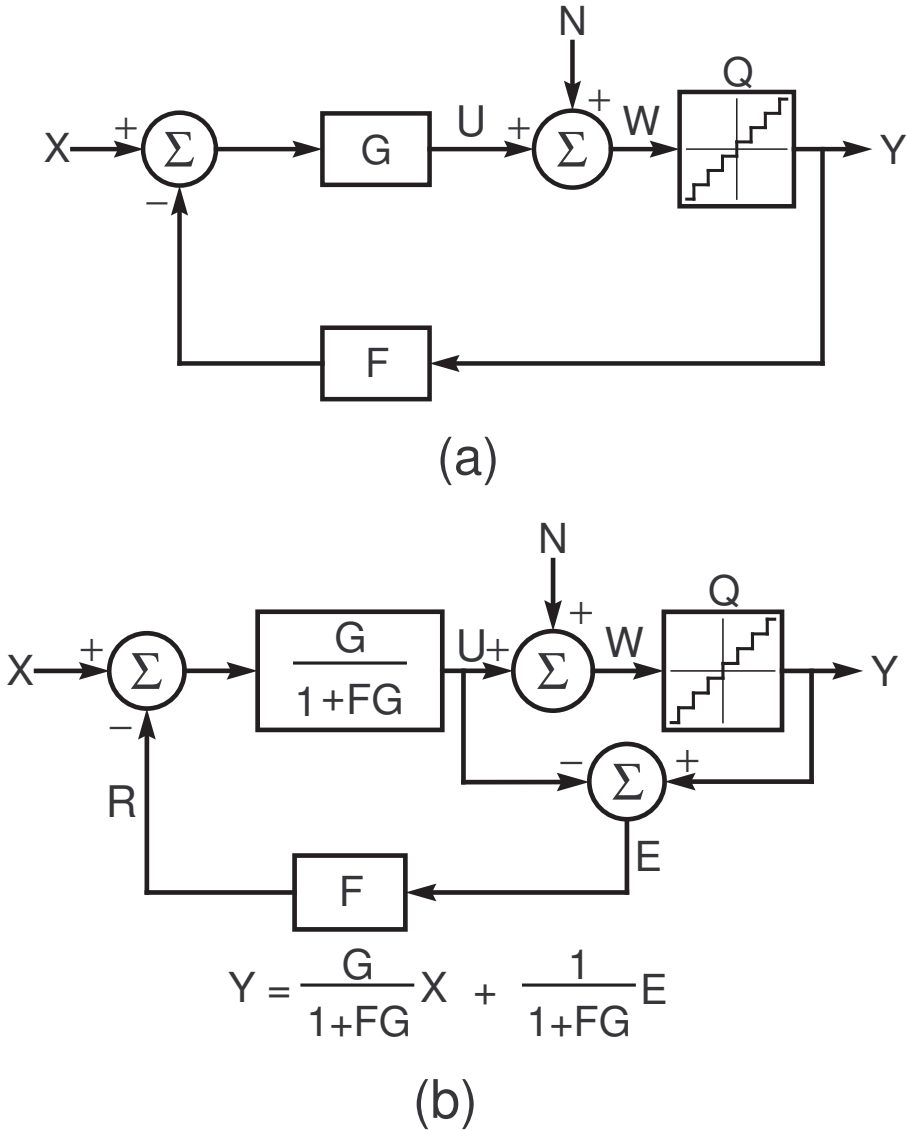 N
Q
X + Σ G U + + Σ W Y
−
F
(a)
N
Q
X + Σ G/1+FG U + + Σ W Y
−
− Σ +
R
E
F
Y = G/1+FG X + 1/1+FG E
(b)